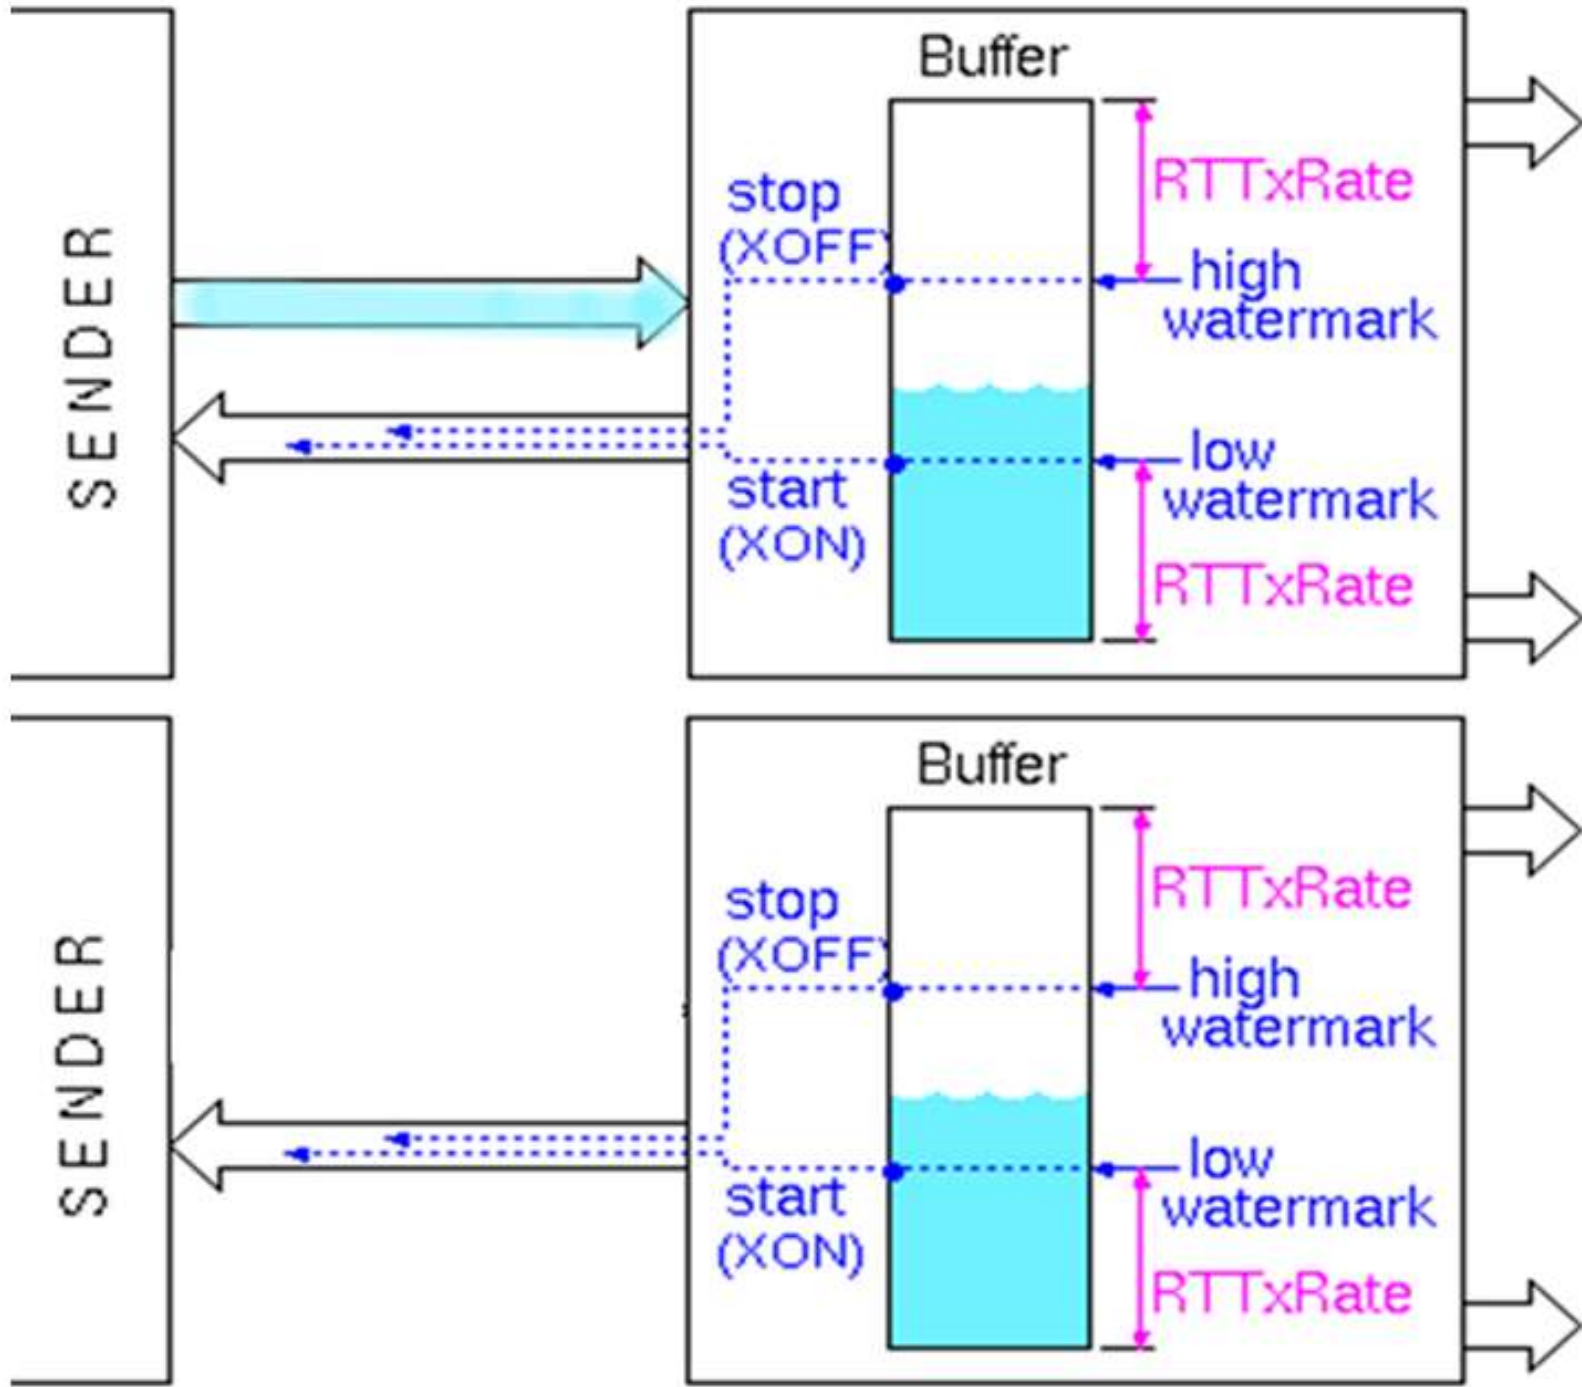 Buffer
SENDER
stop
(XOFF)
RTTxRate
high
watermark
start
(XON)
low
watermark
RTTxRate
Buffer
SENDER
stop
(XOFF)
RTTxRate
high
watermark
start
(XON)
low
watermark
RTTxRate